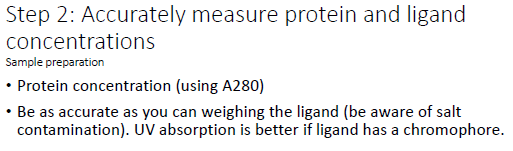 Step 2: Accurately measure protein and ligand
concentrations
Sample preparation
• Protein concentration (using A280)
• Be as accurate as you can weighing the ligand (be aware of salt
contamination). UV absorption is better if ligand has a chromophore.